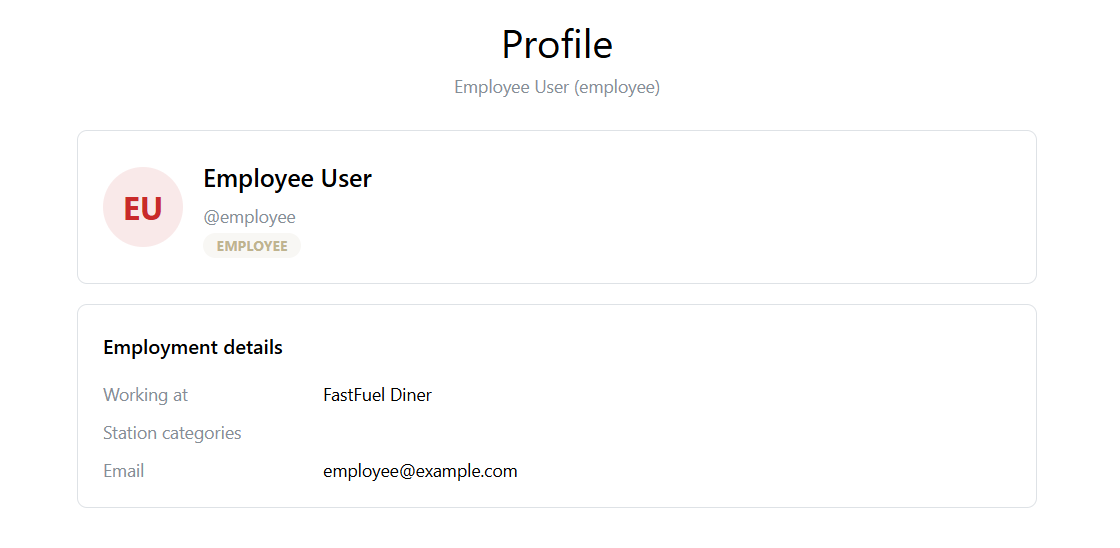 Profile
Employee User (employee)
EU
Employee User
@employee
EMPLOYEE
Employment details
Working at FastFuel Diner
Station categories
Email employee@example.com